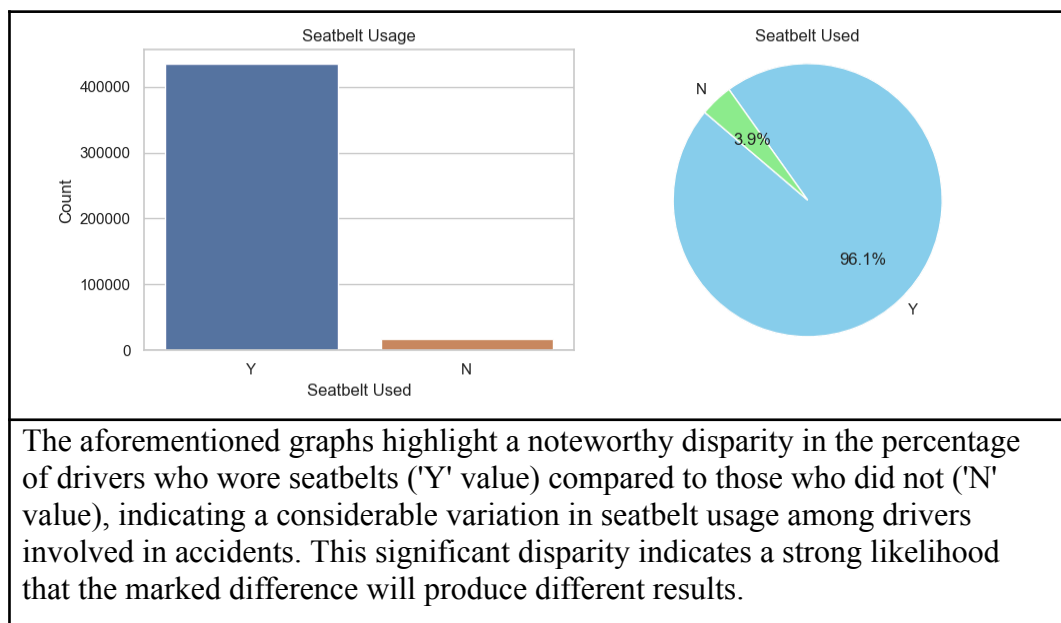 Seatbelt Usage
400000
300000
200000
100000
0
Count
Y
N
Seatbelt Used
Seatbelt Used
N
3.9%
96.1%
Y
The aforementioned graphs highlight a noteworthy disparity in the percentage
of drivers who wore seatbelts ('Y' value) compared to those who did not ('N'
value), indicating a considerable variation in seatbelt usage among drivers
involved in accidents. This significant disparity indicates a strong likelihood
that the marked difference will produce different results.